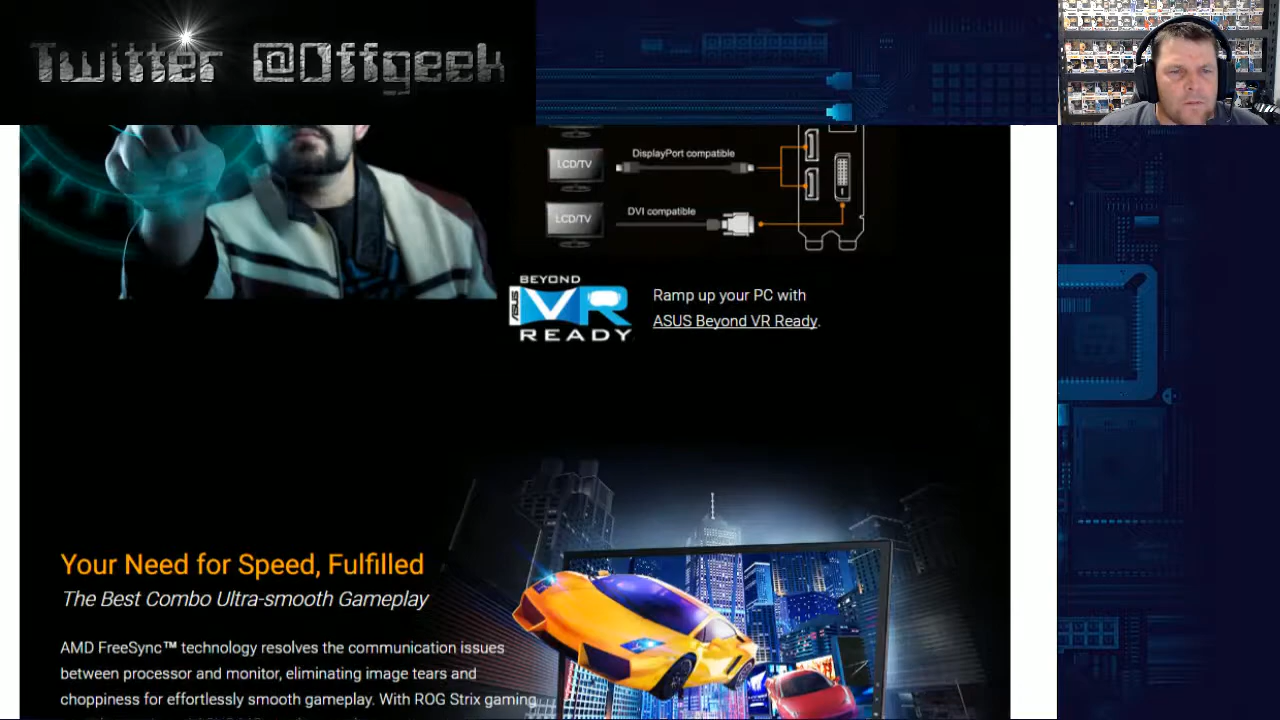 Twitter @Offgeek
LCD/TV
DisplayPort compatible
LCD/TV
DVI compatible
BEYOND
ASUS
VR
READY
Ramp up your PC with
ASUS Beyond VR Ready.
Your Need for Speed, Fulfilled
The Best Combo Ultra-smooth Gameplay
AMD FreeSync™ technology resolves the communication issues
between processor and monitor, eliminating image tears and
choppiness for effortlessly smooth gameplay. With ROG Strix gaming